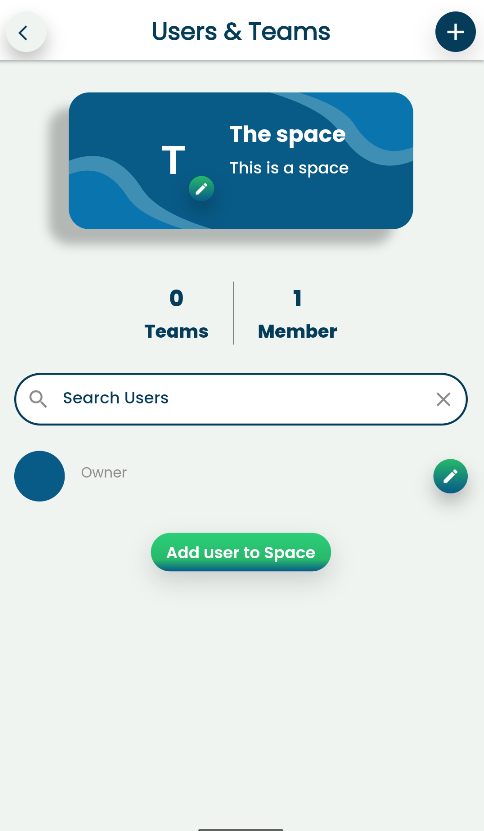 Users & Teams
The space
T
This is a space
0
1
Teams
Member
Search Users
Owner
Add user to Space